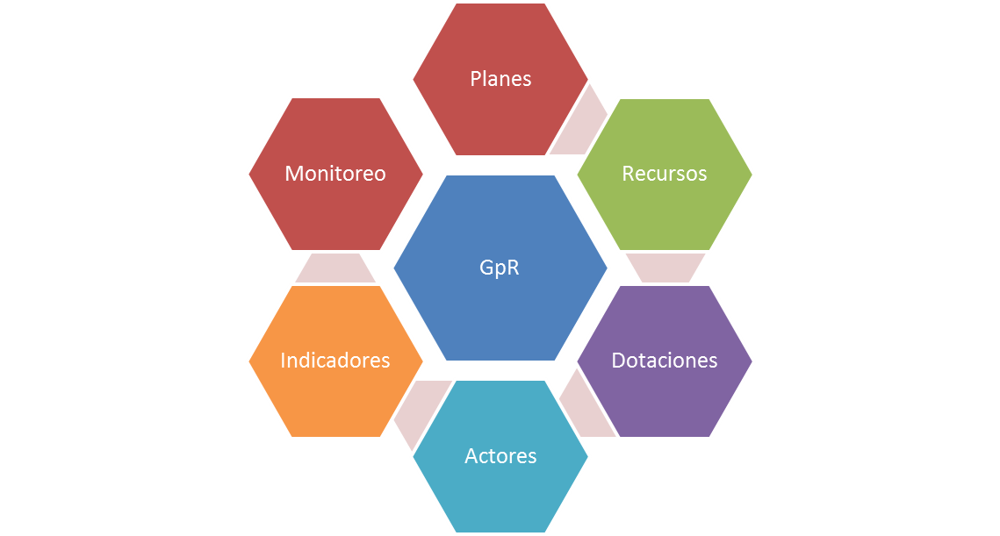 Planes
Monitoreo
Recursos
GpR
Indicadores
Dotaciones
Actores